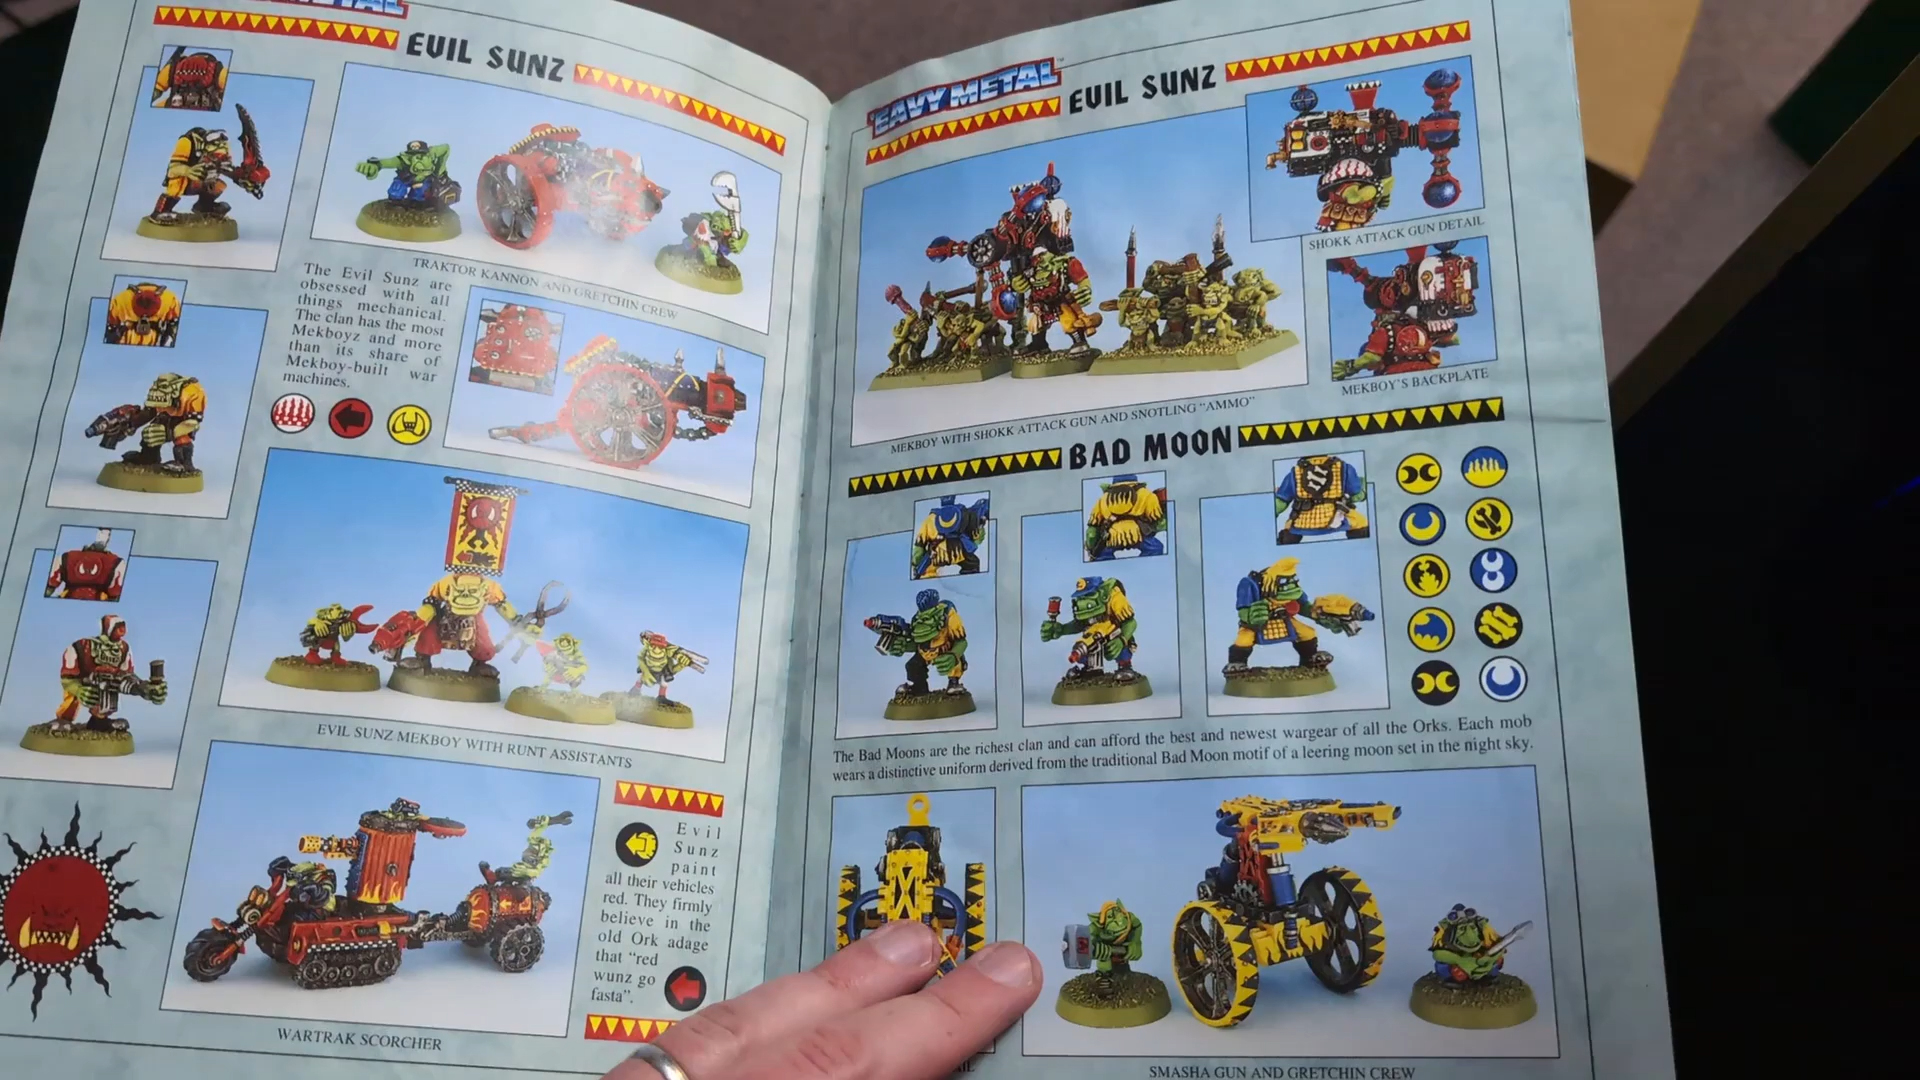 EVIL SUNZ
TRAKTOR KANNON AND GRETCHIN CREW
The Evil Sunz are
obsessed with all
things mechanical.
The clan has the most
Mekboyz and more
than its share of
Mekboy-built war
machines.
EVIL SUNZ MEKBOY WITH RUNT ASSISTANTS
Evil
Sunz
paint
all their vehicles
red. They firmly
believe in the
old Ork adage
that “red
wunz go
fasta”.
WARTRAK SCORCHER
'EAVY METAL
EVIL SUNZ
SHOKK ATTACK GUN DETAIL
MEKBOY'S BACKPLATE
MEKBOY WITH SHOKK ATTACK GUN AND SNOTLING “AMMO”
BAD MOON
The Bad Moons are the richest clan and can afford the best and newest wargear of all the Orks. Each mob
wears a distinctive uniform derived from the traditional Bad Moon motif of a leering moon set in the night sky.
SMASHA GUN AND GRETCHIN CREW